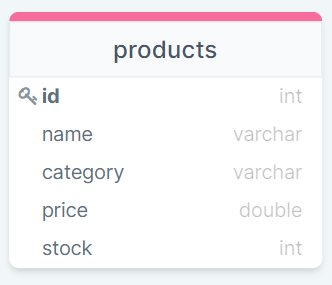 products
id int
name varchar
category varchar
price double
stock int